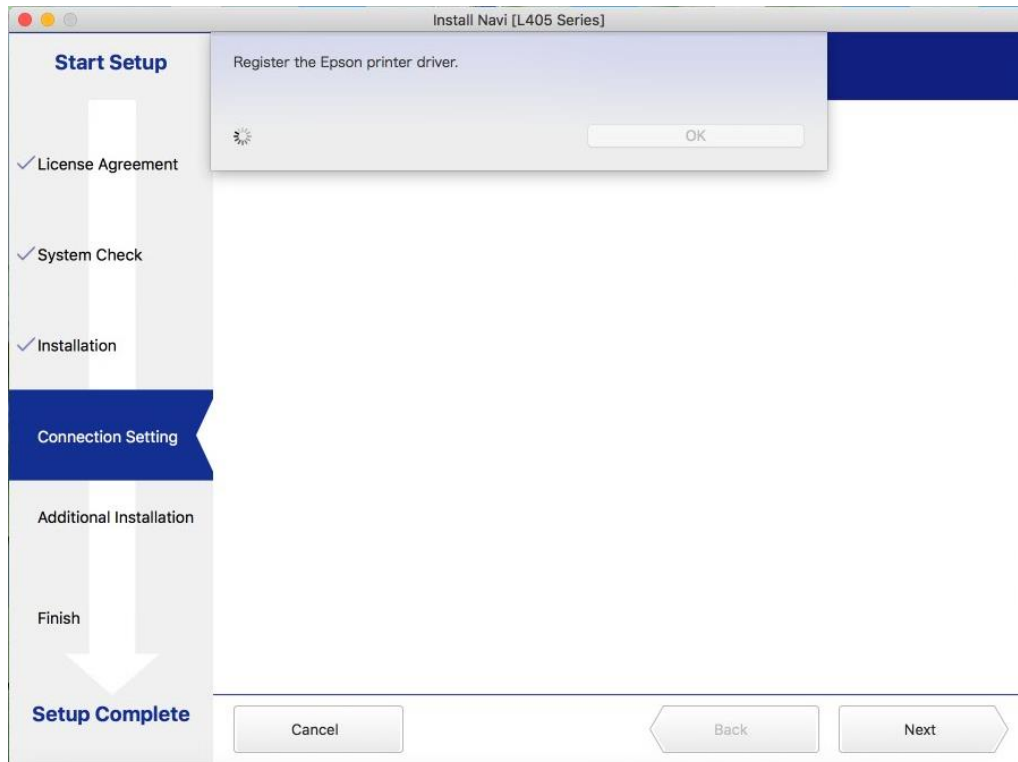 Install Navi [L405 Series]
Start Setup
Register the Epson printer driver.
OK
License Agreement
System Check
Installation
Connection Setting
Additional Installation
Finish
Setup Complete
Cancel
Back
Next